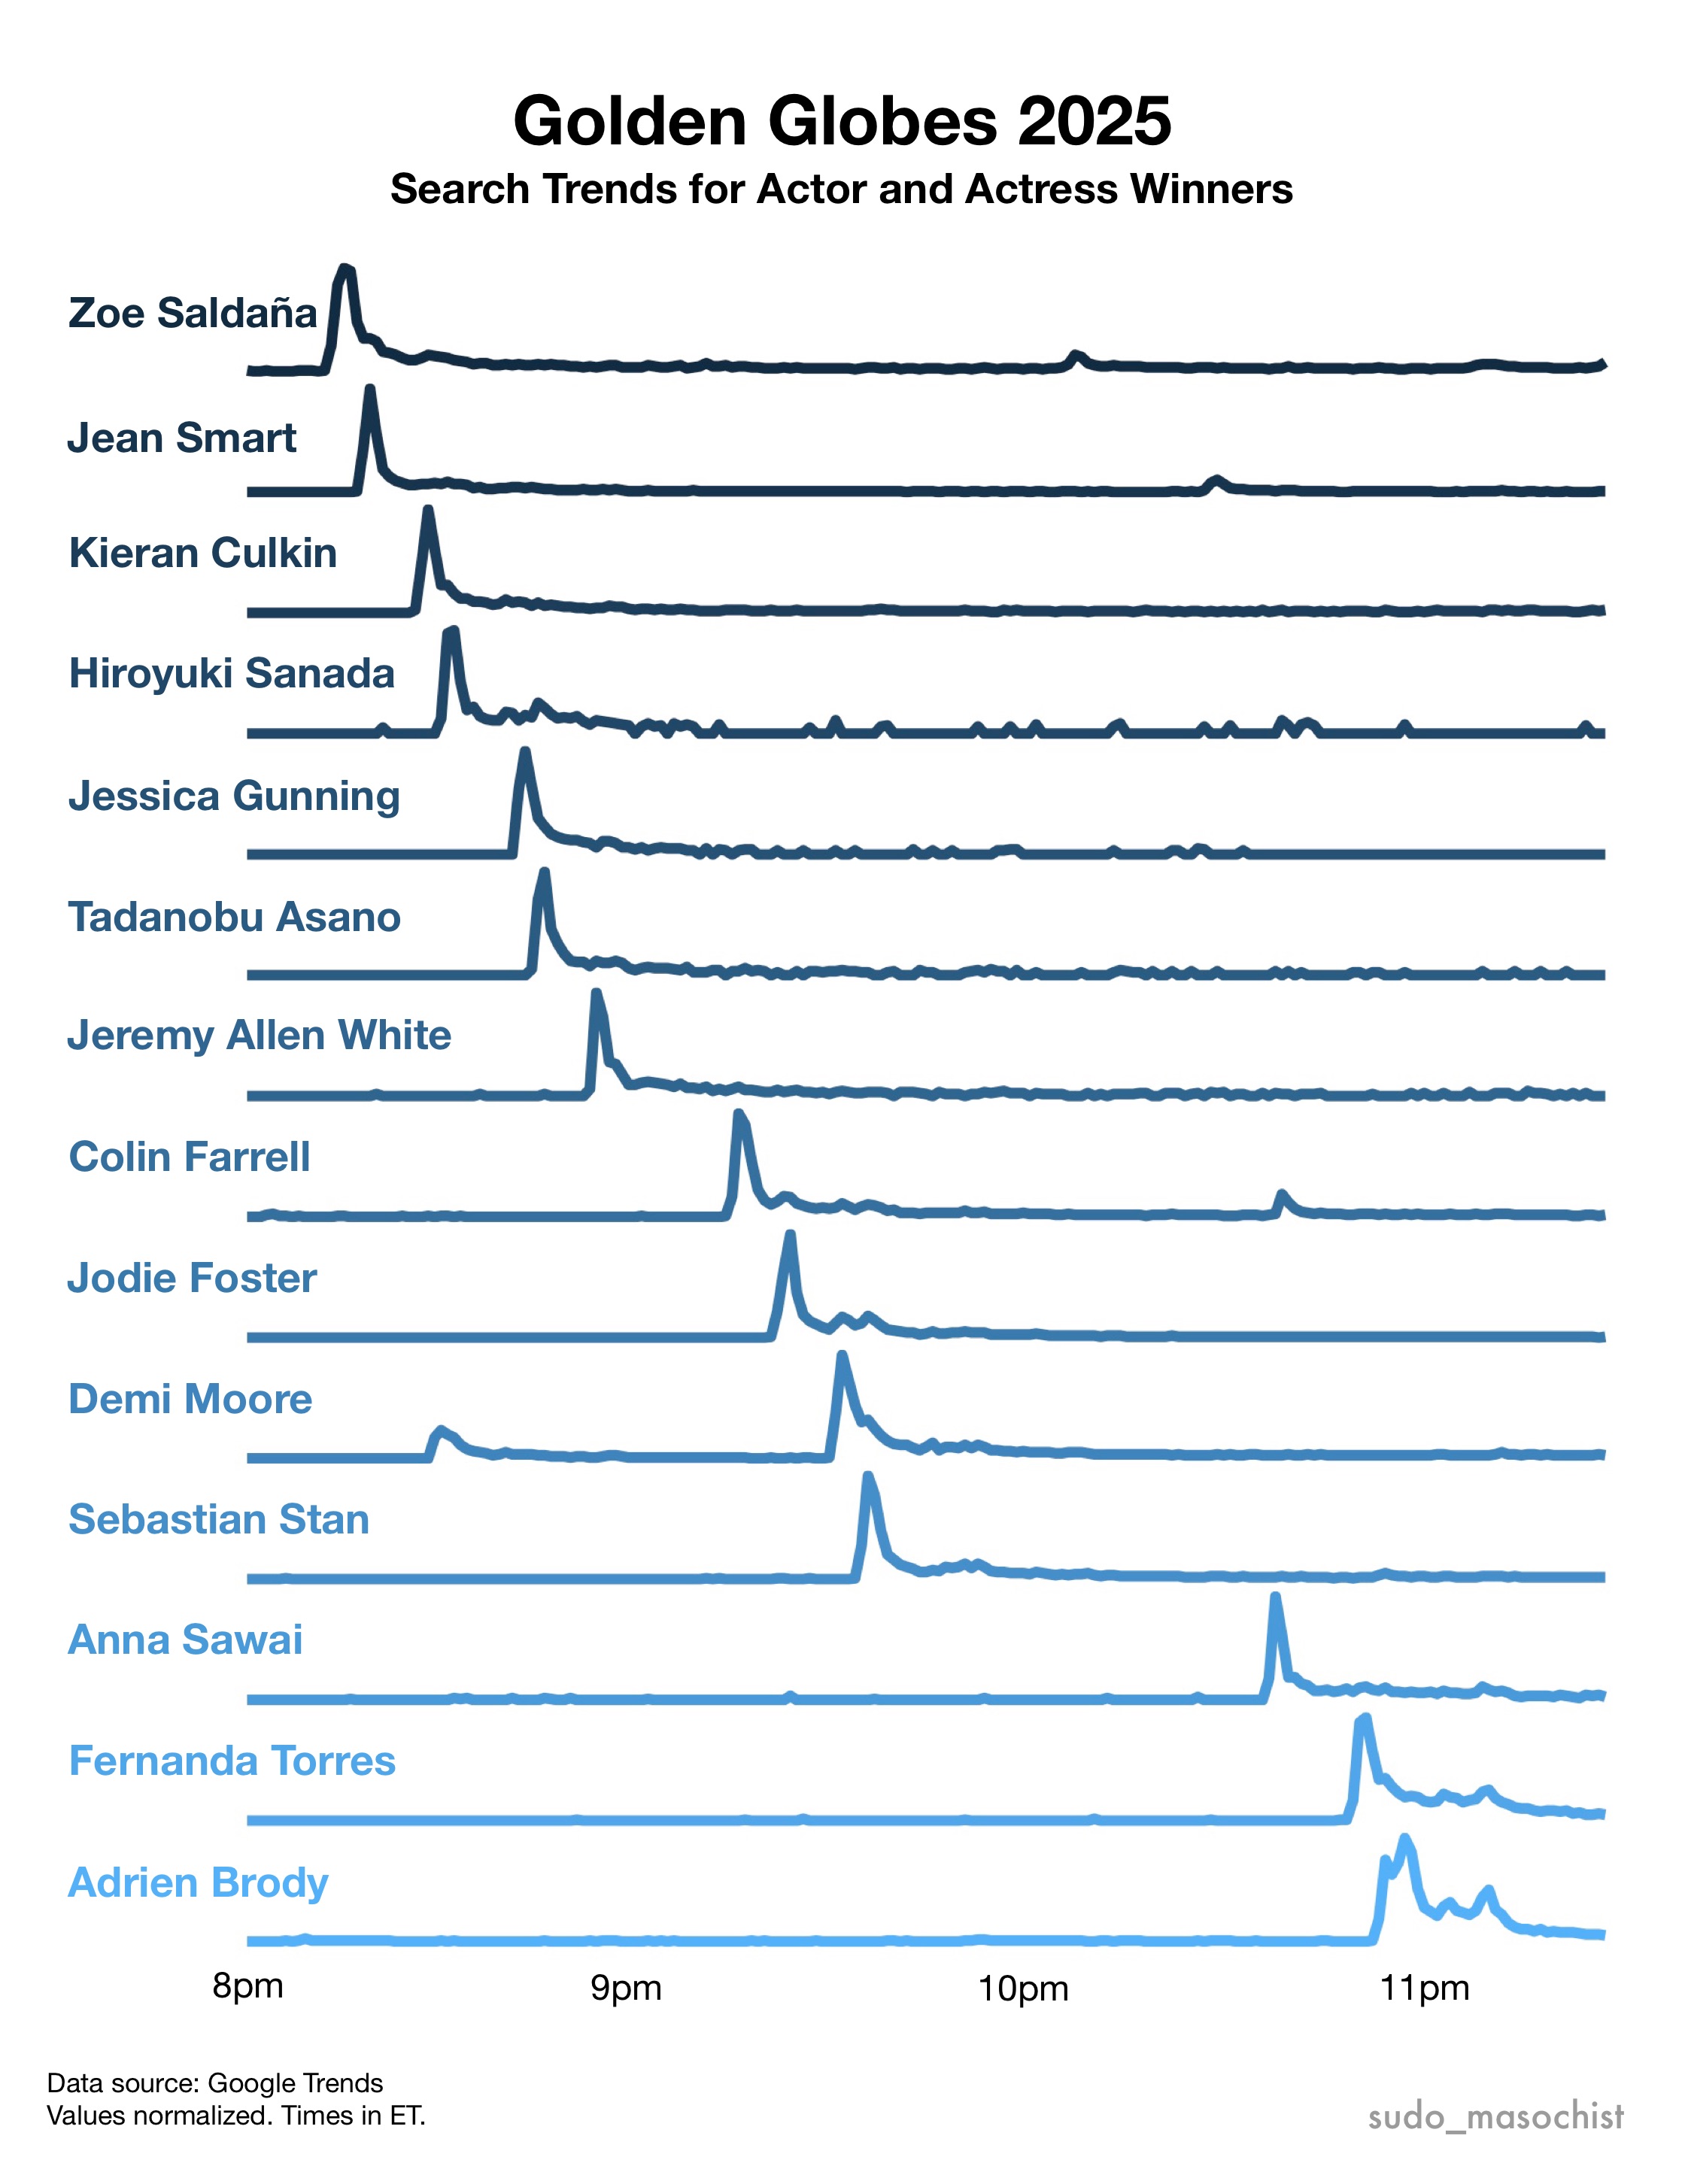 Golden Globes 2025
Search Trends for Actor and Actress Winners
Zoe Saldaña
Jean Smart
Kieran Culkin
Hiroyuki Sanada
Jessica Gunning
Tadanobu Asano
Jeremy Allen White
Colin Farrell
Jodie Foster
Demi Moore
Sebastian Stan
Anna Sawai
Fernanda Torres
Adrien Brody
8pm 9pm 10pm 11pm
Data source: Google Trends
Values normalized. Times in ET.
sudo_masochist